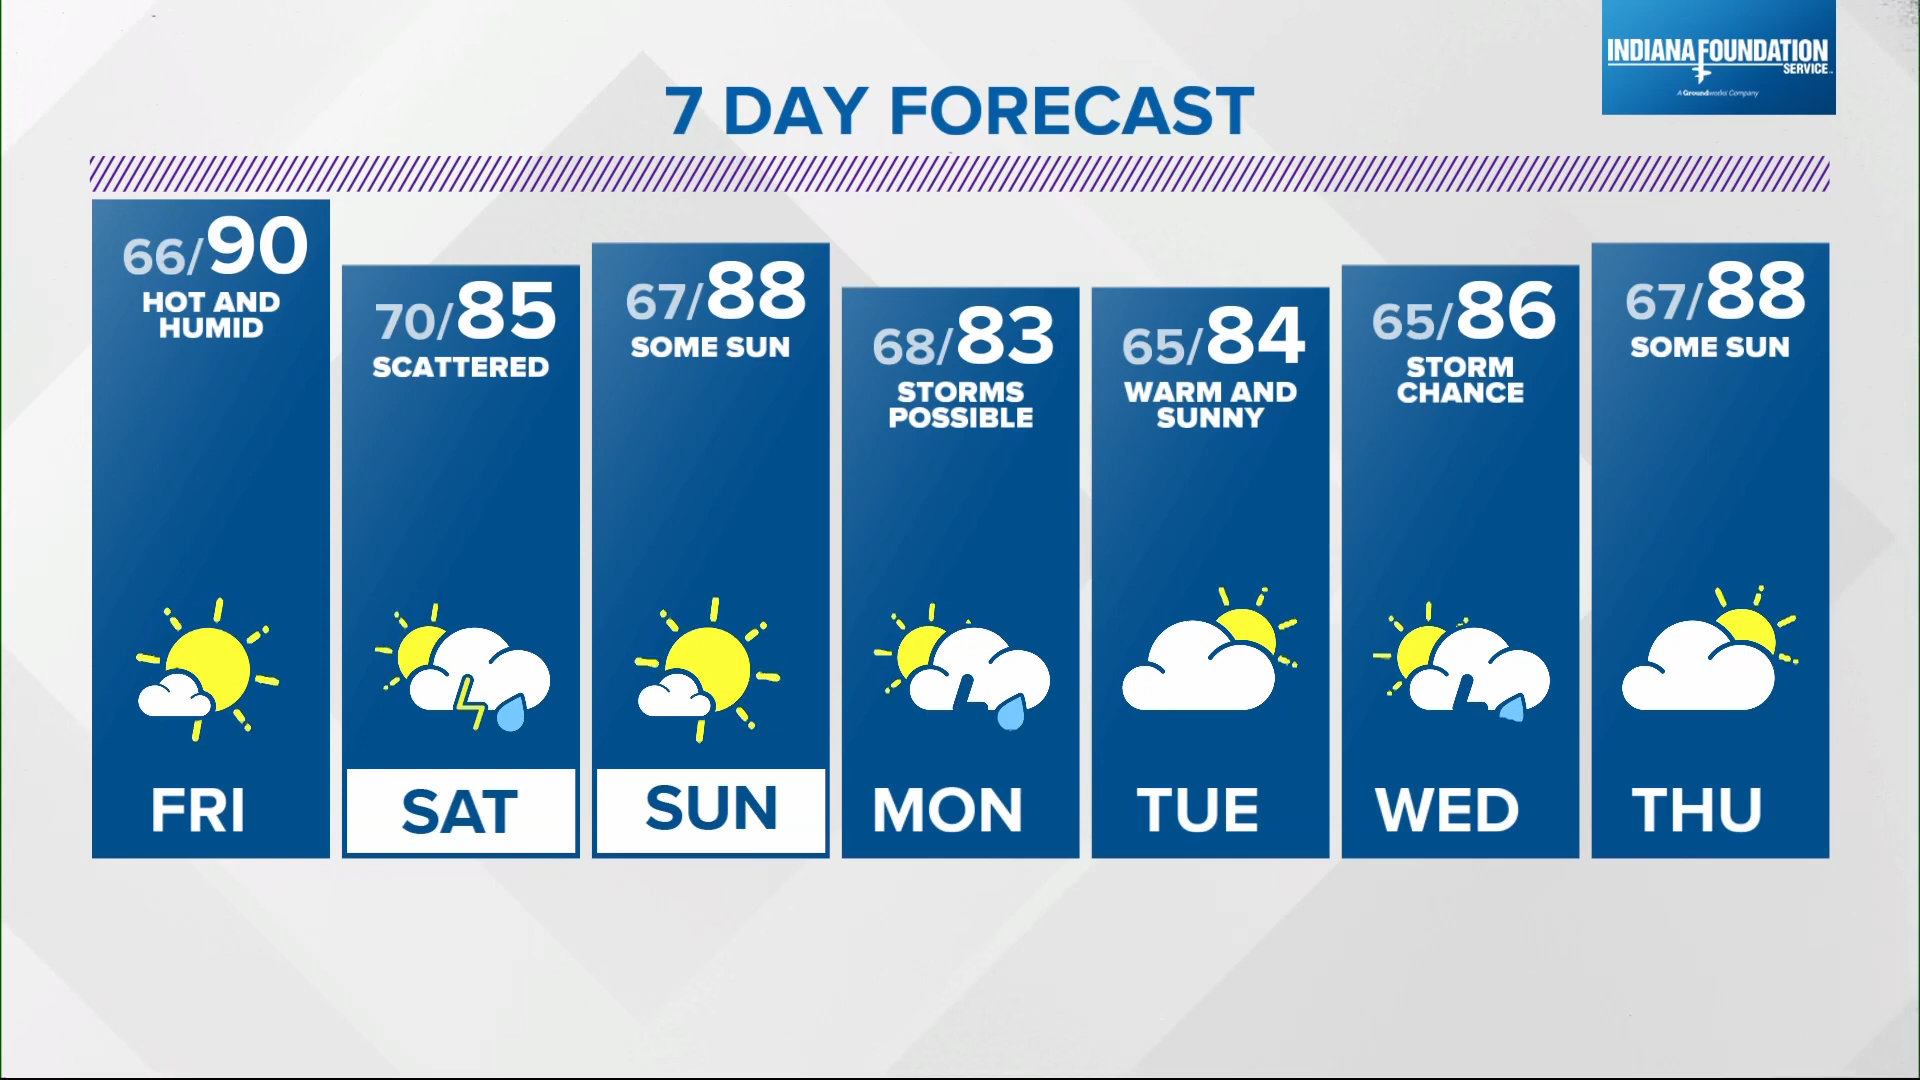 INDIANA FOUNDATION
SERVICE
A Groundworks Company
7 DAY FORECAST
66/90
HOT AND
HUMID
FRI
70/85
SCATTERED
SAT
67/88
SOME SUN
SUN
68/83
STORMS
POSSIBLE
MON
65/84
WARM AND
SUNNY
TUE
65/86
STORM
CHANCE
WED
67/88
SOME SUN
THU